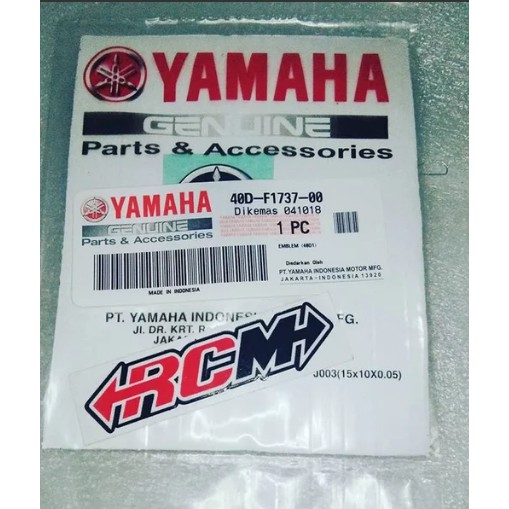 YAMAHA
GENUINE
Parts & Accessories
YAMAHA
GENUINE
Parts & Accessories
40D-F1737-00
Dikemas 041018
1 PC
EMBLEM
Diedarkan Oleh
PT. YAMAHA INDONESIA MOTOR MFG.
JAKARTA-INDONESIA 13920
MADE IN INDONESIA
PT. YAMAHA INDONES FG.
Jl. DR. KRT. R
JAKA
RCM
J003(15x10X0.05)